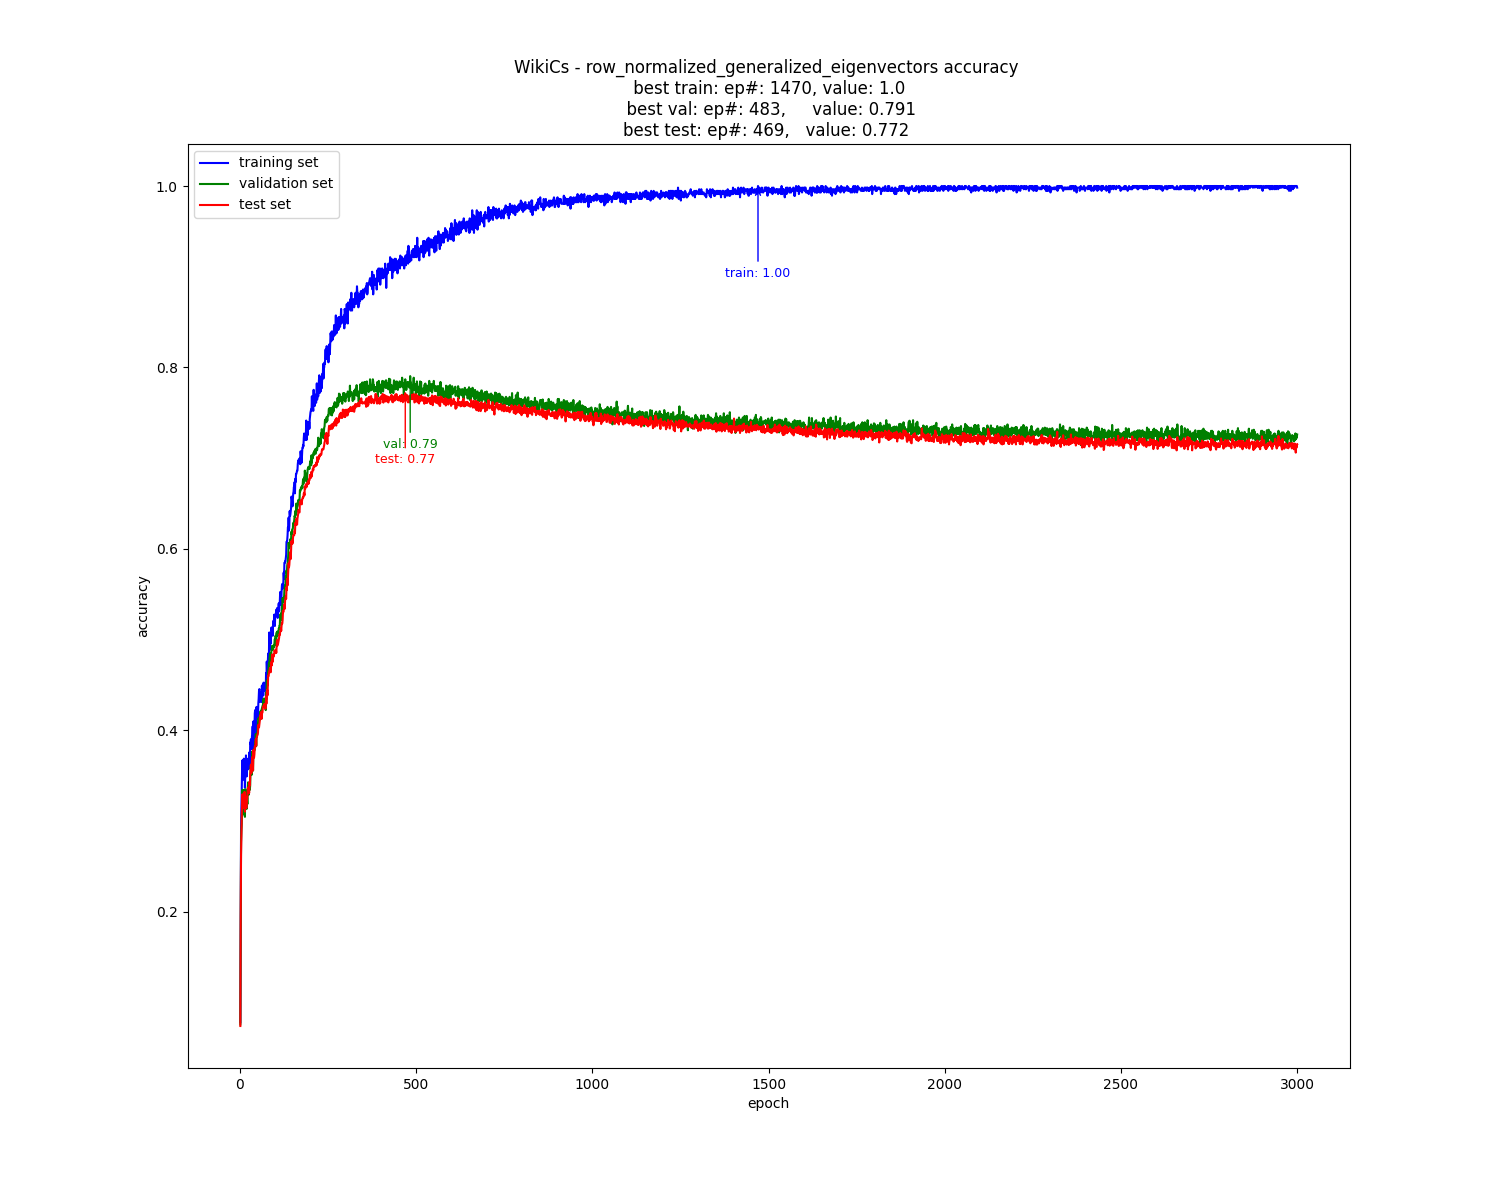 WikiCs - row_normalized_generalized_eigenvectors accuracy
best train: ep#: 1470, value: 1.0
best val: ep#: 483,     value: 0.791
best test: ep#: 469,   value: 0.772
training set
validation set
test set
1.0
0.8
0.6
0.4
0.2
accuracy
train: 1.00
val: 0.79
test: 0.77
0
500
1000
1500
2000
2500
3000
epoch